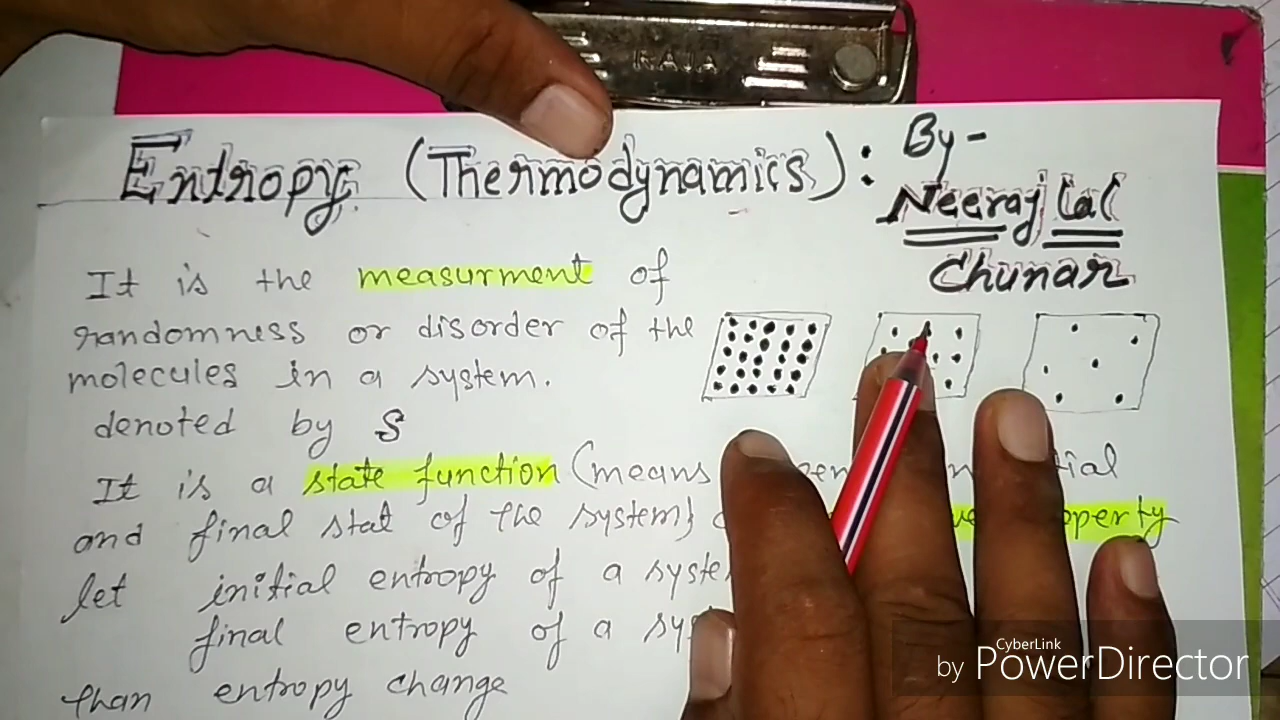 RAJA
Entropy (Thermodynamics) : By -
Neeraj Lal
Chunar
It is the measurment of
randomness or disorder of the
molecules in a system.
denoted by S
It is a state function (means
and final stat of the system)
let initial entropy of a
final entropy of a
than entropy change
CyberLink
by PowerDirector